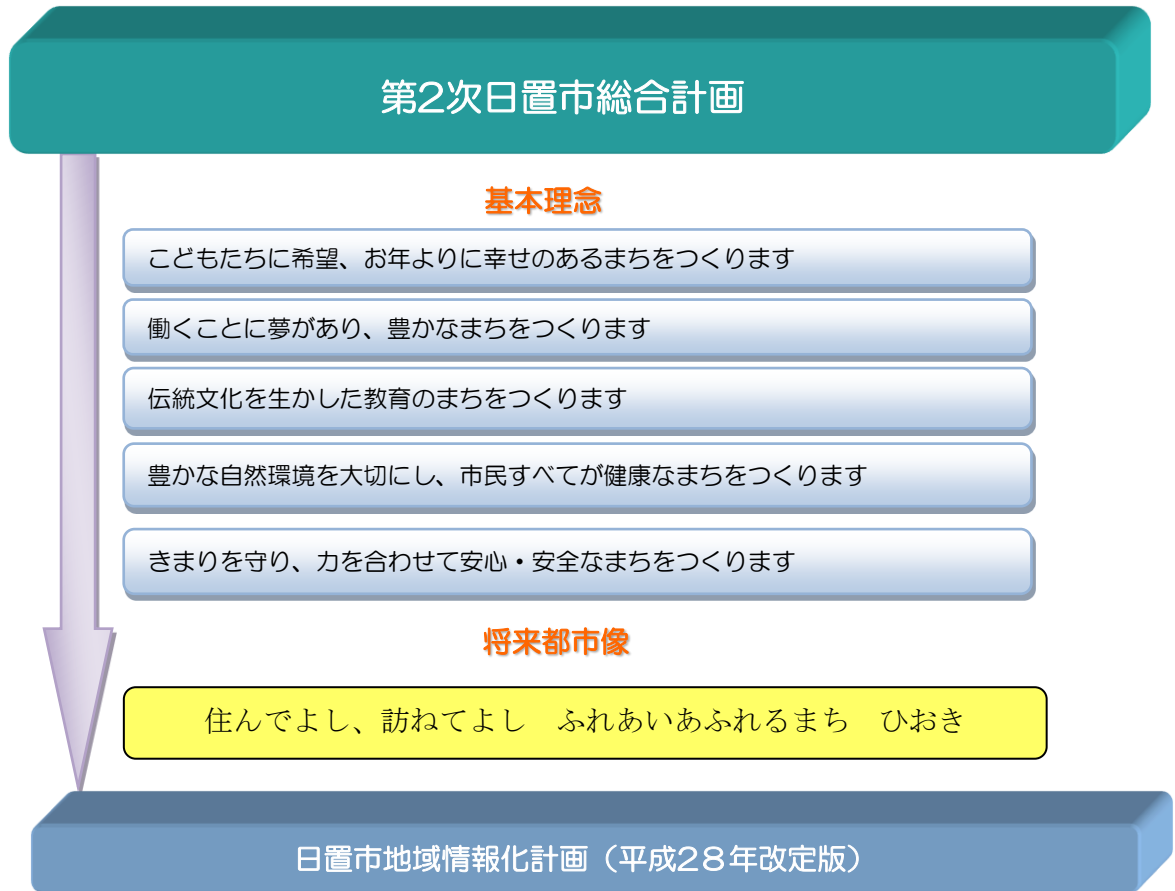 第2次日置市総合計画
基本理念
こどもたちに希望、お年よりに幸せのあるまちをつくります
働くことに夢があり、豊かなまちをつくります
伝統文化を生かした教育のまちをつくります
豊かな自然環境を大切にし、市民すべてが健康なまちをつくります
きまりを守り、力を合わせて安心・安全なまちをつくります
将来都市像
住んでよし、訪ねてよし　ふれあいあふれるまち　ひおき
日置市地域情報化計画（平成28年改定版）